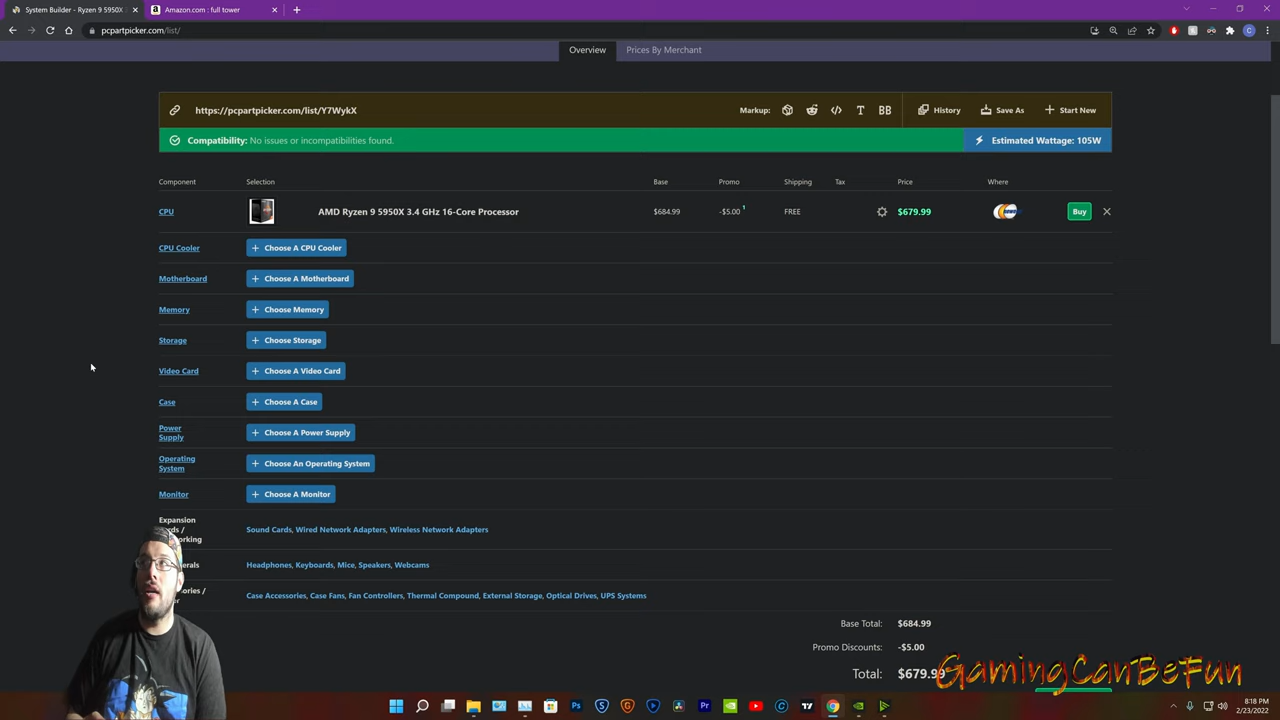 System Builder - Ryzen 9 5950X
Amazon.com : full tower
pcpartpicker.com/list/
Overview
Prices By Merchant
https://pcpartpicker.com/list/Y7WykX
Markup:
T
BB
History
Save As
Start New
Compatibility: No issues or incompatibilities found.
Estimated Wattage: 105W
Component Selection Base Promo Shipping Tax Price Where
CPU AMD Ryzen 9 5950X 3.4 GHz 16-Core Processor $684.99 -$5.00 1 FREE $679.99 Buy
CPU Cooler + Choose A CPU Cooler
Motherboard + Choose A Motherboard
Memory + Choose Memory
Storage + Choose Storage
Video Card + Choose A Video Card
Case + Choose A Case
Power
Supply
+ Choose A Power Supply
Operating
System
+ Choose An Operating System
Monitor + Choose A Monitor
Expansion
Sound Cards, Wired Network Adapters, Wireless Network Adapters
Headphones, Keyboards, Mice, Speakers, Webcams
Case Accessories, Case Fans, Fan Controllers, Thermal Compound, External Storage, Optical Drives, UPS Systems
Base Total: $684.99
Promo Discounts: -$5.00
Total: $679.99
GamingCanBeFun
8:18 PM
2/23/2022